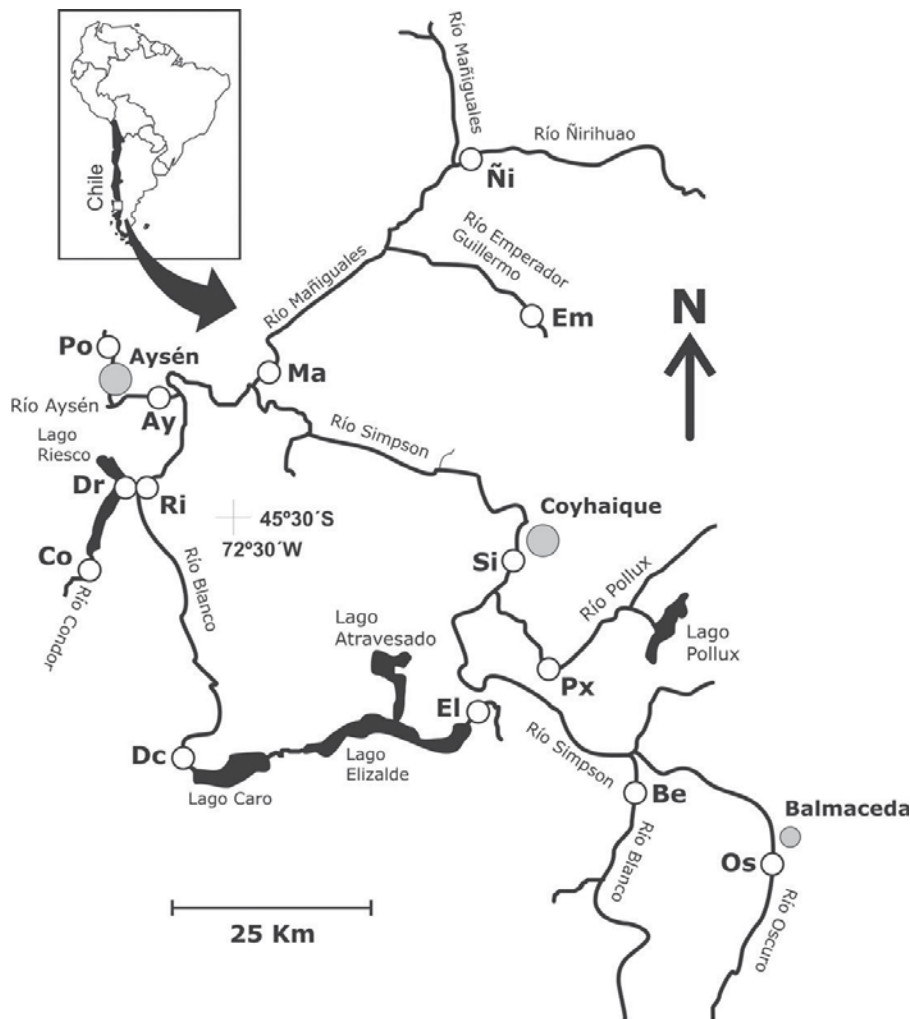 Chile
Río Mañiguales
Río Ñirihuao
Ñi
Río Emperador
Guillermo
Río Mañiguales
Em
N
Po
Aysén
Ma
Río Aysén
Ay
Lago
Riesco
Río Simpson
Dr
Ri
45º30´S
72º30´W
Coyhaique
Co
Si
Río Condor
Río Blanco
Río Pollux
Lago
Atravesado
Lago
Pollux
Px
El
Dc
Lago
Elizalde
Río Simpson
Lago Caro
Be
Balmaceda
Río Blanco
Os
Río Oscuro
25 Km